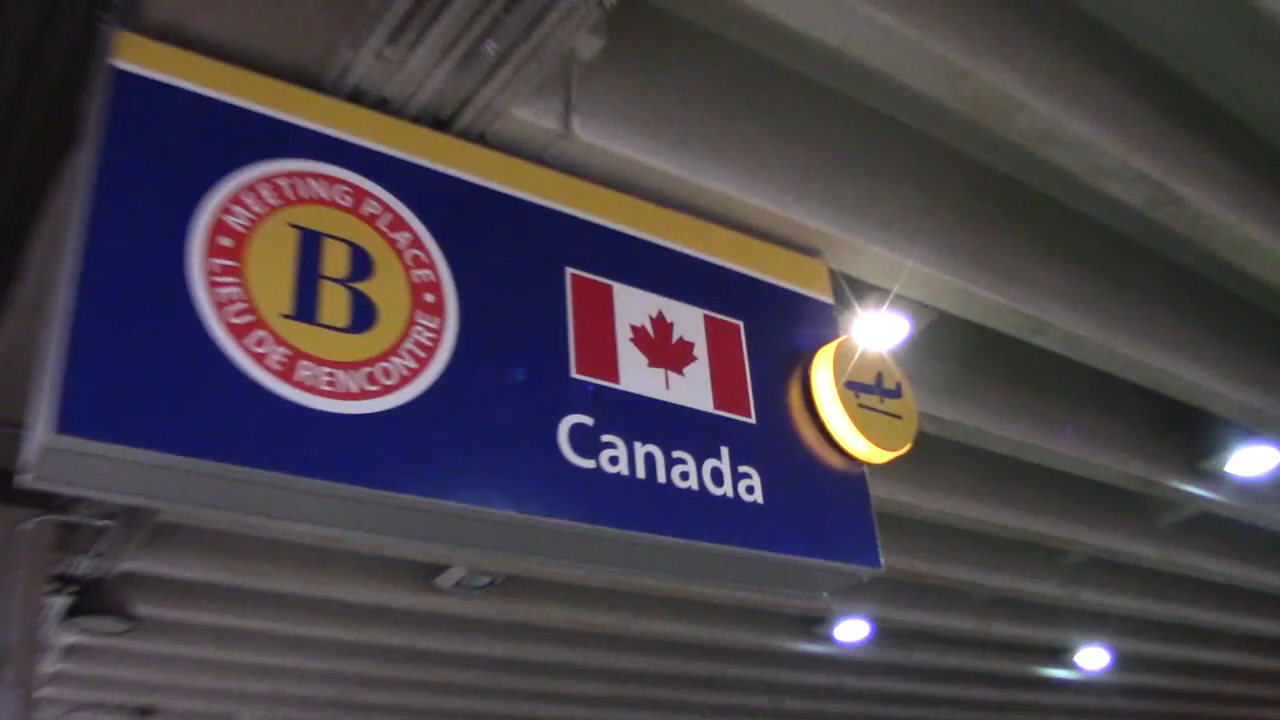 MEETING PLACE
B
• LIEU DE RENCONTRE •
Canada